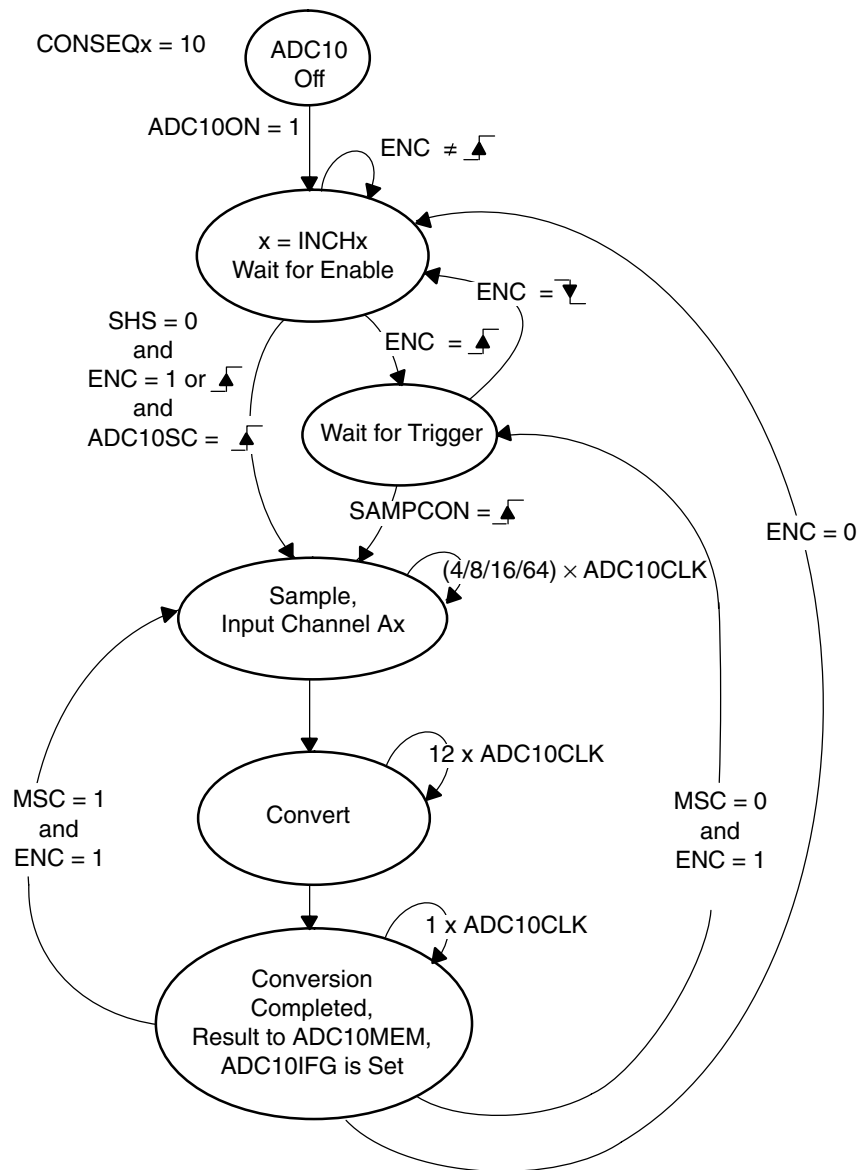 CONSEQx = 10
ADC10
Off
ADC10ON = 1
ENC ≠
x = INCHx
Wait for Enable
ENC =
SHS = 0
and
ENC = 1 or
and
ADC10SC =
ENC =
Wait for Trigger
SAMPCON =
ENC = 0
(4/8/16/64) × ADC10CLK
Sample,
Input Channel Ax
12 x ADC10CLK
Convert
MSC = 1
and
ENC = 1
MSC = 0
and
ENC = 1
1 x ADC10CLK
Conversion
Completed,
Result to ADC10MEM,
ADC10IFG is Set